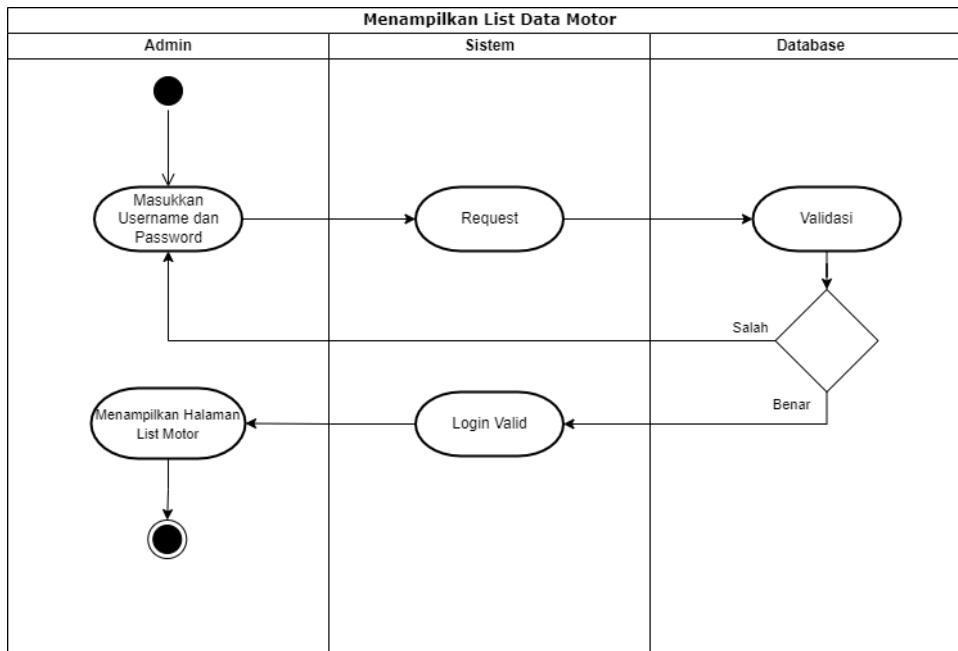 Menampilkan List Data Motor
Admin
Sistem
Database
Masukkan
Username dan
Password
Request
Validasi
Salah
Benar
Menampilkan Halaman
List Motor
Login Valid